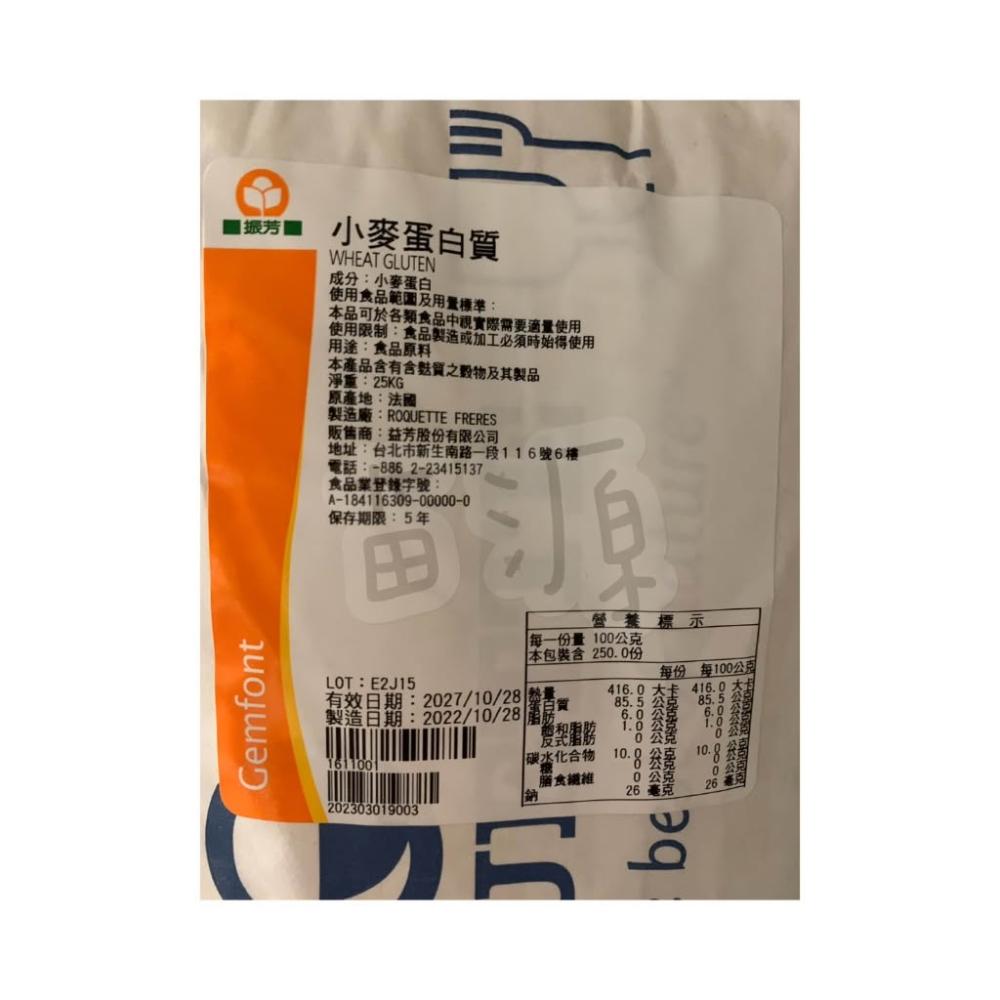 振芳
小麥蛋白質
WHEAT GLUTEN
成分：小麥蛋白
使用食品範圍及用量標準：
本品可於各類食品中視實際需要適量使用
使用限制：食品製造或加工必須時始得使用
用途：食品原料
本產品含有含麩質之穀物及其製品
淨重：25KG
原產地：法國
製造廠：ROQUETTE FRERES
販售商：益芳股份有限公司
地址：台北市新生南路一段116號6樓
電話：-886 2-23415137
食品業登錄字號：
A-184116309-00000-0
保存期限：5年
田源
LOT：E2J15
有效日期：2027/10/28
製造日期：2022/10/28
1611001
202303019003
Gemfont
營養標示
每一份量 100公克
本包裝含 250.0份
每份 每100公克
熱量 416.0 大卡 416.0 大卡
蛋白質 85.5 公克 85.5 公克
脂肪 6.0 公克 6.0 公克
飽和脂肪 1.0 公克 1.0 公克
反式脂肪 0 公克 0 公克
碳水化合物 10.0 公克 10.0 公克
糖 0 公克 0 公克
膳食纖維 0 公克 0 公克
鈉 26 毫克 26 毫克
be